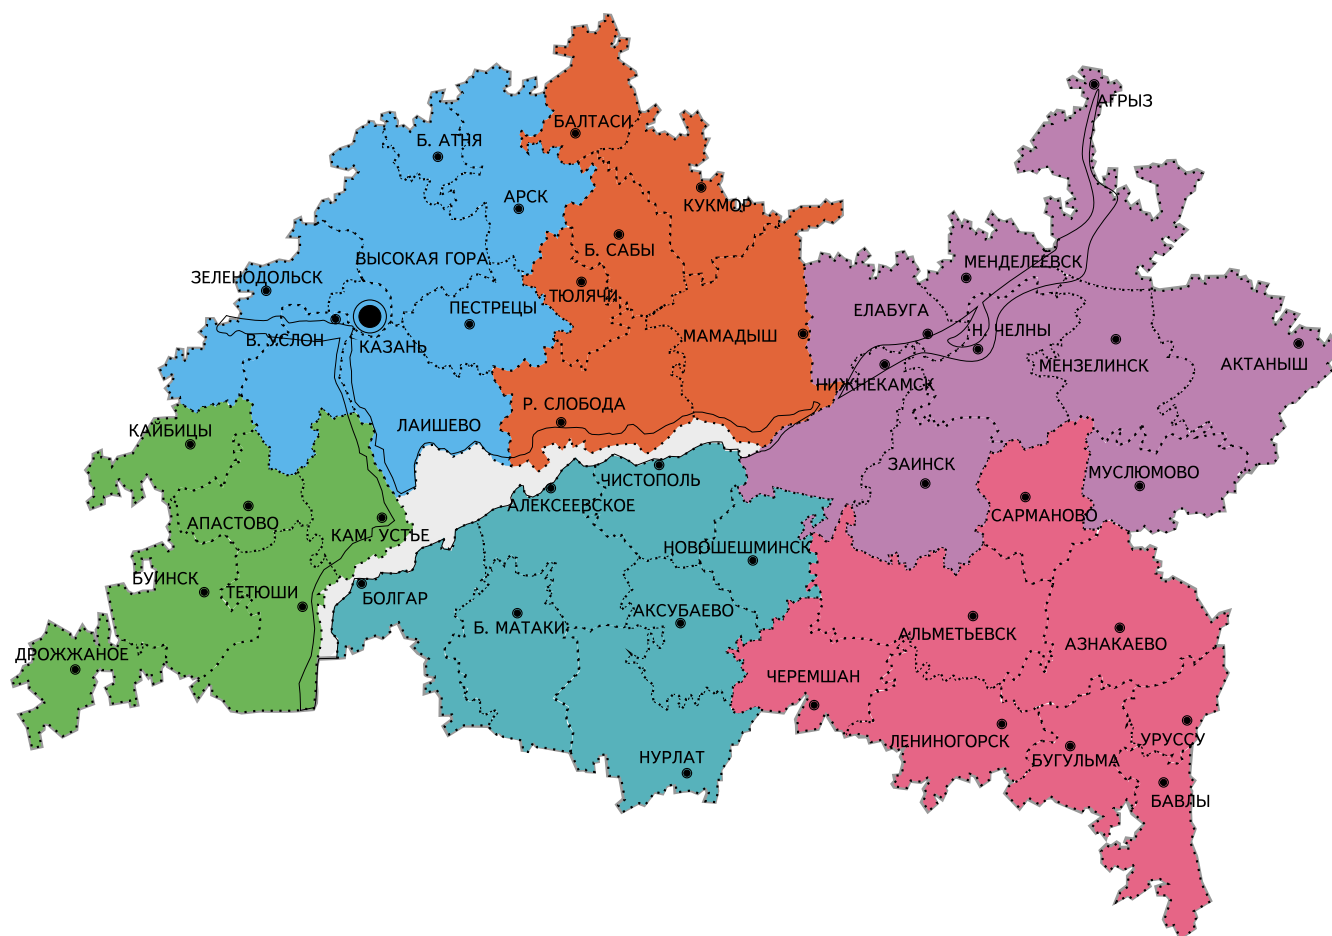 АГРЫЗ
БАЛТАСИ
Б. АТНЯ
АРСК
КУКМОР
Б. САБЫ
ВЫСОКАЯ ГОРА
МЕНДЕЛЕЕВСК
ЗЕЛЕНОДОЛЬСК
ТЮЛЯЧИ
ПЕСТРЕЦЫ
ЕЛАБУГА
Н. ЧЕЛНЫ
МАМАДЫШ
В. УСЛОН
КАЗАНЬ
МЕНЗЕЛИНСК
АКТАНЫШ
НИЖНЕКАМСК
Р. СЛОБОДА
ЛАИШЕВО
КАЙБИЦЫ
ЗАИНСК
МУСЛЮМОВО
ЧИСТОПОЛЬ
АЛЕКСЕЕВСКОЕ
САРМАНОВО
АПАСТОВО
КАМ. УСТЬЕ
НОВОШЕШМИНСК
БУИНСК
ТЕТЮШИ
БОЛГАР
АКСУБАЕВО
Б. МАТАКИ
АЛЬМЕТЬЕВСК
АЗНАКАЕВО
ДРОЖЖАНОЕ
ЧЕРЕМШАН
ЛЕНИНОГОРСК
УРУССУ
НУРЛАТ
БУГУЛЬМА
БАВЛЫ